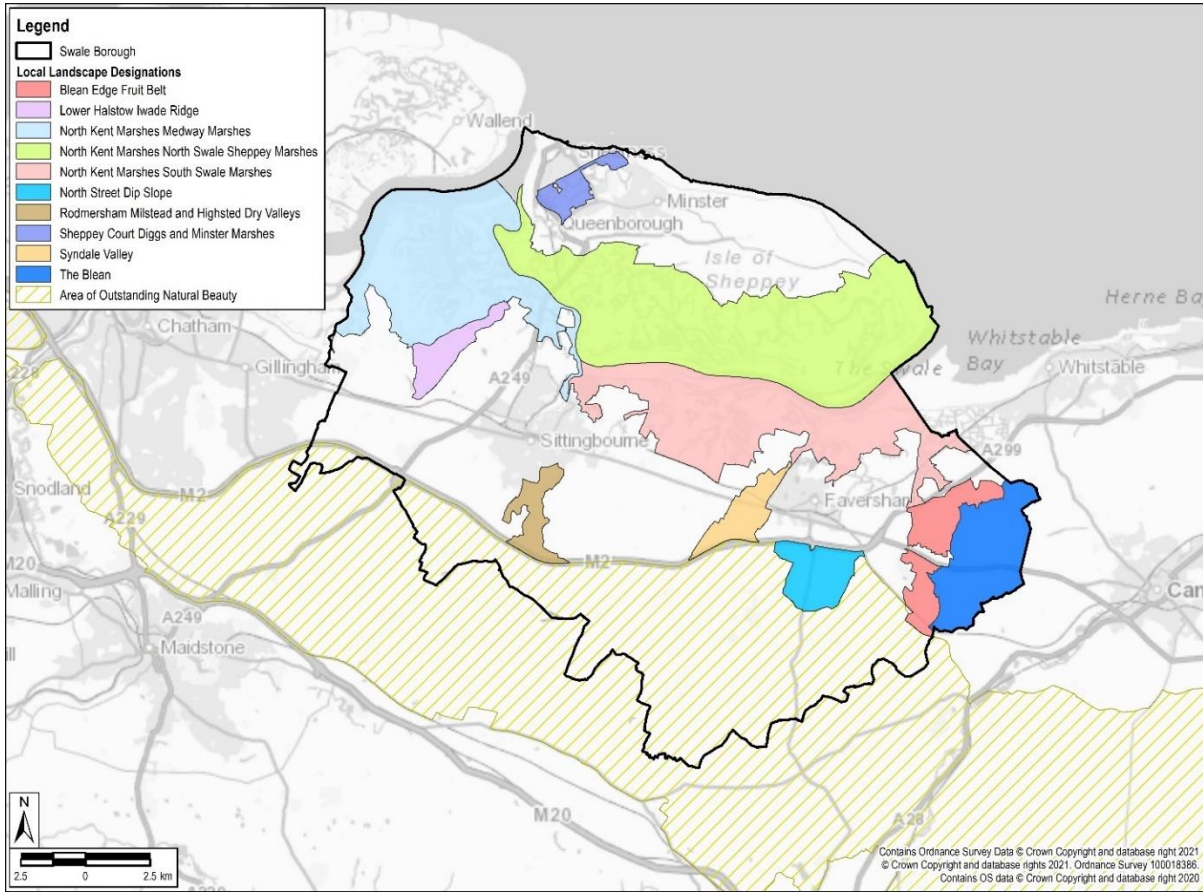 Legend
Swale Borough
Local Landscape Designations
Blean Edge Fruit Belt
Lower Halstow Iwade Ridge
North Kent Marshes Medway Marshes
North Kent Marshes North Swale Sheppey Marshes
North Kent Marshes South Swale Marshes
North Street Dip Slope
Rodmersham Milstead and Highsted Dry Valleys
Sheppey Court Diggs and Minster Marshes
Syndale Valley
The Blean
Area of Outstanding Natural Beauty
Wallend
Minster
Queenborough
Isle of
Sheppey
Herne Ba
Whitstable
Bay
Whitstable
The Swale
Chatham
Gillingham
A228
A249
Sittingbourne
A299
Faversham
Snodland
M2
A229
M2
M20
Malling
A249
Maidstone
Can
M20
A28
A229
N
2.5 0 2.5 km
Contains Ordnance Survey Data © Crown Copyright and database right 2021
© Crown Copyright and database rights 2021. Ordnance Survey 100018386.
Contains OS data © Crown Copyright and database right 2020